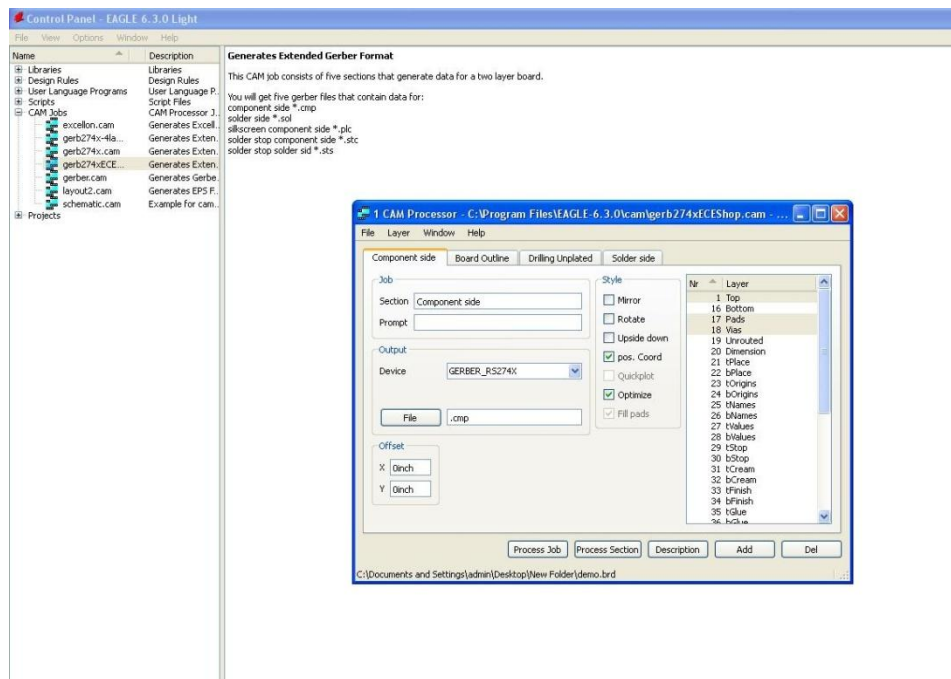 Control Panel - EAGLE 6.3.0 Light
File View Options Window Help
Name Description
Libraries Libraries
Design Rules Design Rules
User Language Programs User Language P..
Scripts Script Files
CAM Jobs CAM Processor J..
excellon.cam Generates Excell..
gerb274x-4la... Generates Exten..
gerb274x.cam Generates Exten..
gerb274xECE... Generates Exten..
gerber.cam Generates Gerbe..
layout2.cam Generates EPS F..
schematic.cam Example for cam..
Projects
Generates Extended Gerber Format
This CAM job consists of five sections that generate data for a two layer board.
You will get five gerber files that contain data for:
component side *.cmp
solder side *.sol
silkscreen component side *.plc
solder stop component side *.stc
solder stop solder sid *.sts
1 CAM Processor - C:\Program Files\EAGLE-6.3.0\cam\gerb274xECEShop.cam - ...
File Layer Window Help
Component side Board Outline Drilling Unplated Solder side
Job
Section Component side
Prompt
Output
Device GERBER_RS274X
File .cmp
Offset
X 0inch
Y 0inch
Style
Mirror
Rotate
Upside down
pos. Coord
Quickplot
Optimize
Fill pads
Nr Layer
1 Top
16 Bottom
17 Pads
18 Vias
19 Unrouted
20 Dimension
21 tPlace
22 bPlace
23 tOrigins
24 bOrigins
25 tNames
26 bNames
27 tValues
28 bValues
29 tStop
30 bStop
31 tCream
32 bCream
33 tFinish
34 bFinish
35 tGlue
36 bGlue
Process Job Process Section Description Add Del
C:\Documents and Settings\admin\Desktop\New Folder\demo.brd